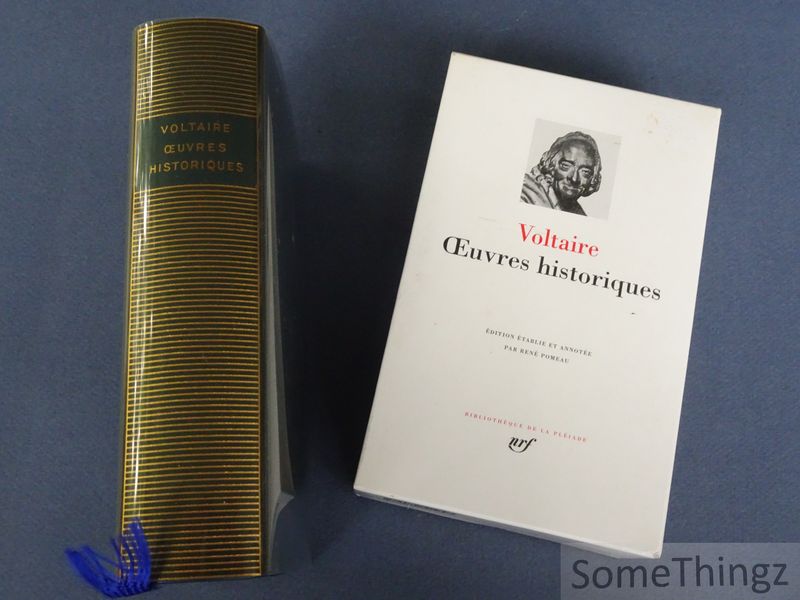 VOLTAIRE
ŒUVRES
HISTORIQUES
Voltaire
Œuvres historiques
ÉDITION ÉTABLIE ET ANNOTÉE
PAR RENÉ POMEAU
BIBLIOTHÈQUE DE LA PLÉIADE
nrf
SomeThingz